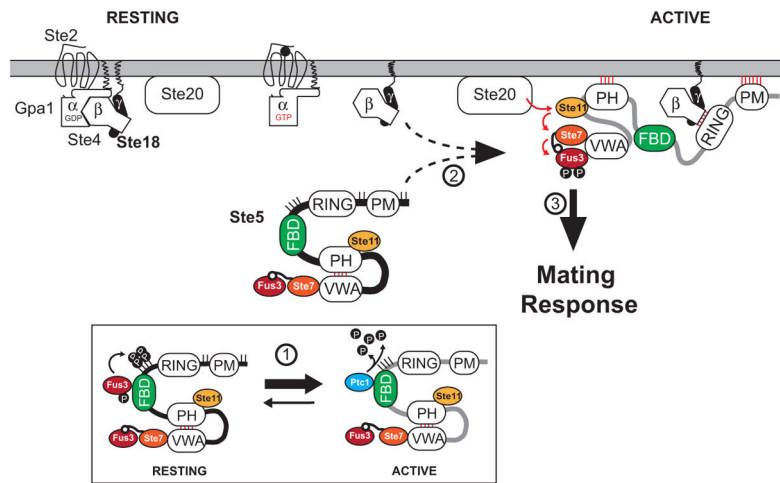 RESTING
ACTIVE
Ste2
Gpa1
α
GDP
β
γ
Ste4
Ste18
Ste20
α
GTP
β
γ
Ste20
Ste11
PH
Ste7
Fus3
VWA
P P
FBD
β
γ
RING
PM
2
3
Ste5
RING
PM
FBD
PH
Ste11
Fus3
Ste7
VWA
Mating
Response
P P P P
RING
PM
Fus3
P
FBD
PH
Ste11
Fus3
Ste7
VWA
RESTING
1
P P P P
RING
PM
Ptc1
FBD
PH
Ste11
Fus3
Ste7
VWA
ACTIVE